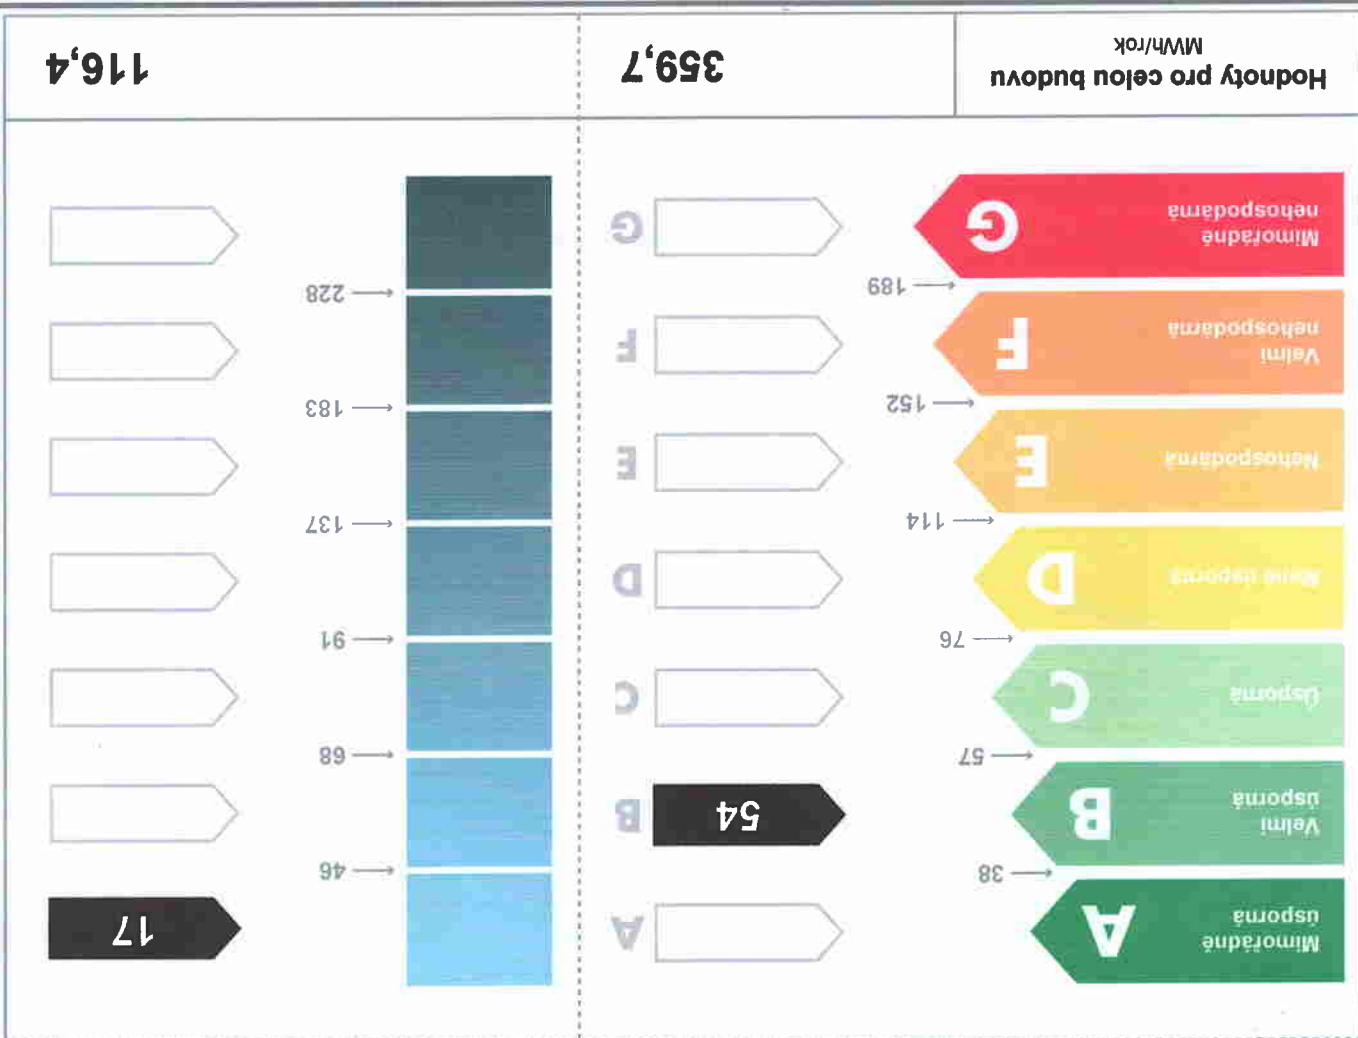 Mimořádně
úsporná
A
38
Velmi
úsporná
B
57
Úsporná
C
76
Méně úsporná
D
114
Nehospodárná
E
152
Velmi
nehospodárná
F
189
Mimořádně
nehospodárná
G
A
B
54
C
D
E
F
G
46
68
91
137
183
228
17
Hodnoty pro celou budovu
MWh/rok
359,7
116,4